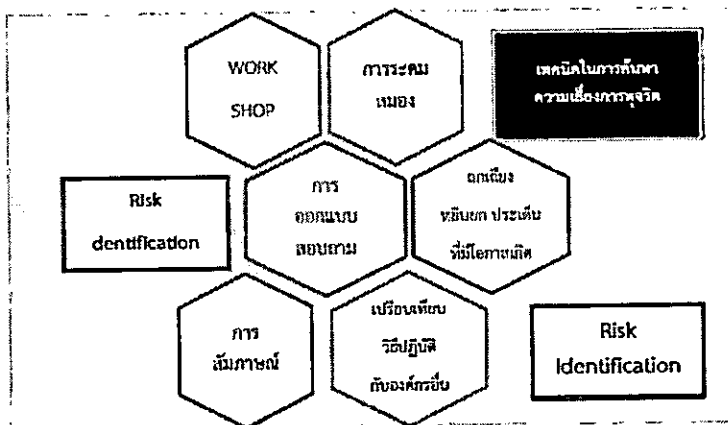 WORK
SHOP
การระดม
สมอง
เทคนิคในการค้นหา
ความเสี่ยงการทุจริต
Risk
dentification
การ
ออกแบบ
สอบถาม
ถกเถียง
หยิบยก ประเด็น
ที่มีโอกาสเกิด
การ
สัมภาษณ์
เปรียบเทียบ
วิธีปฏิบัติ
กับองค์กรอื่น
Risk
Identification